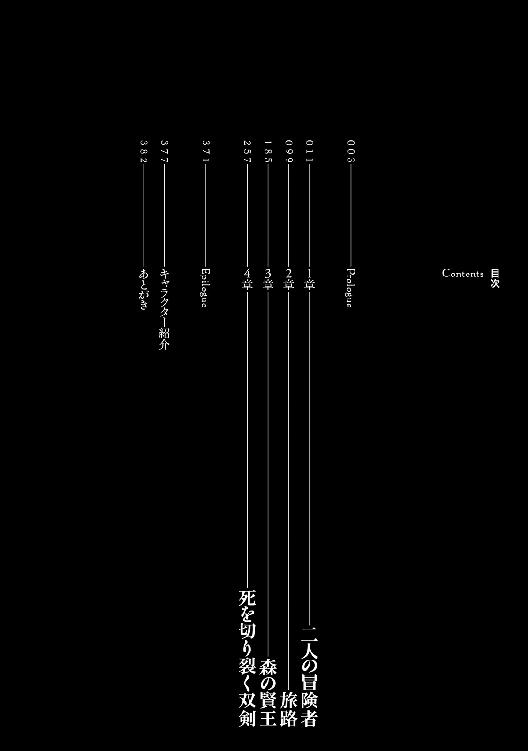 目次
Contents
003 Prologue
011 1章 二人の冒険者
099 2章 旅路
185 3章 森の賢王
257 4章 死を切り裂く双剣
371 Epilogue
377 キャラクター紹介
382 あとがき